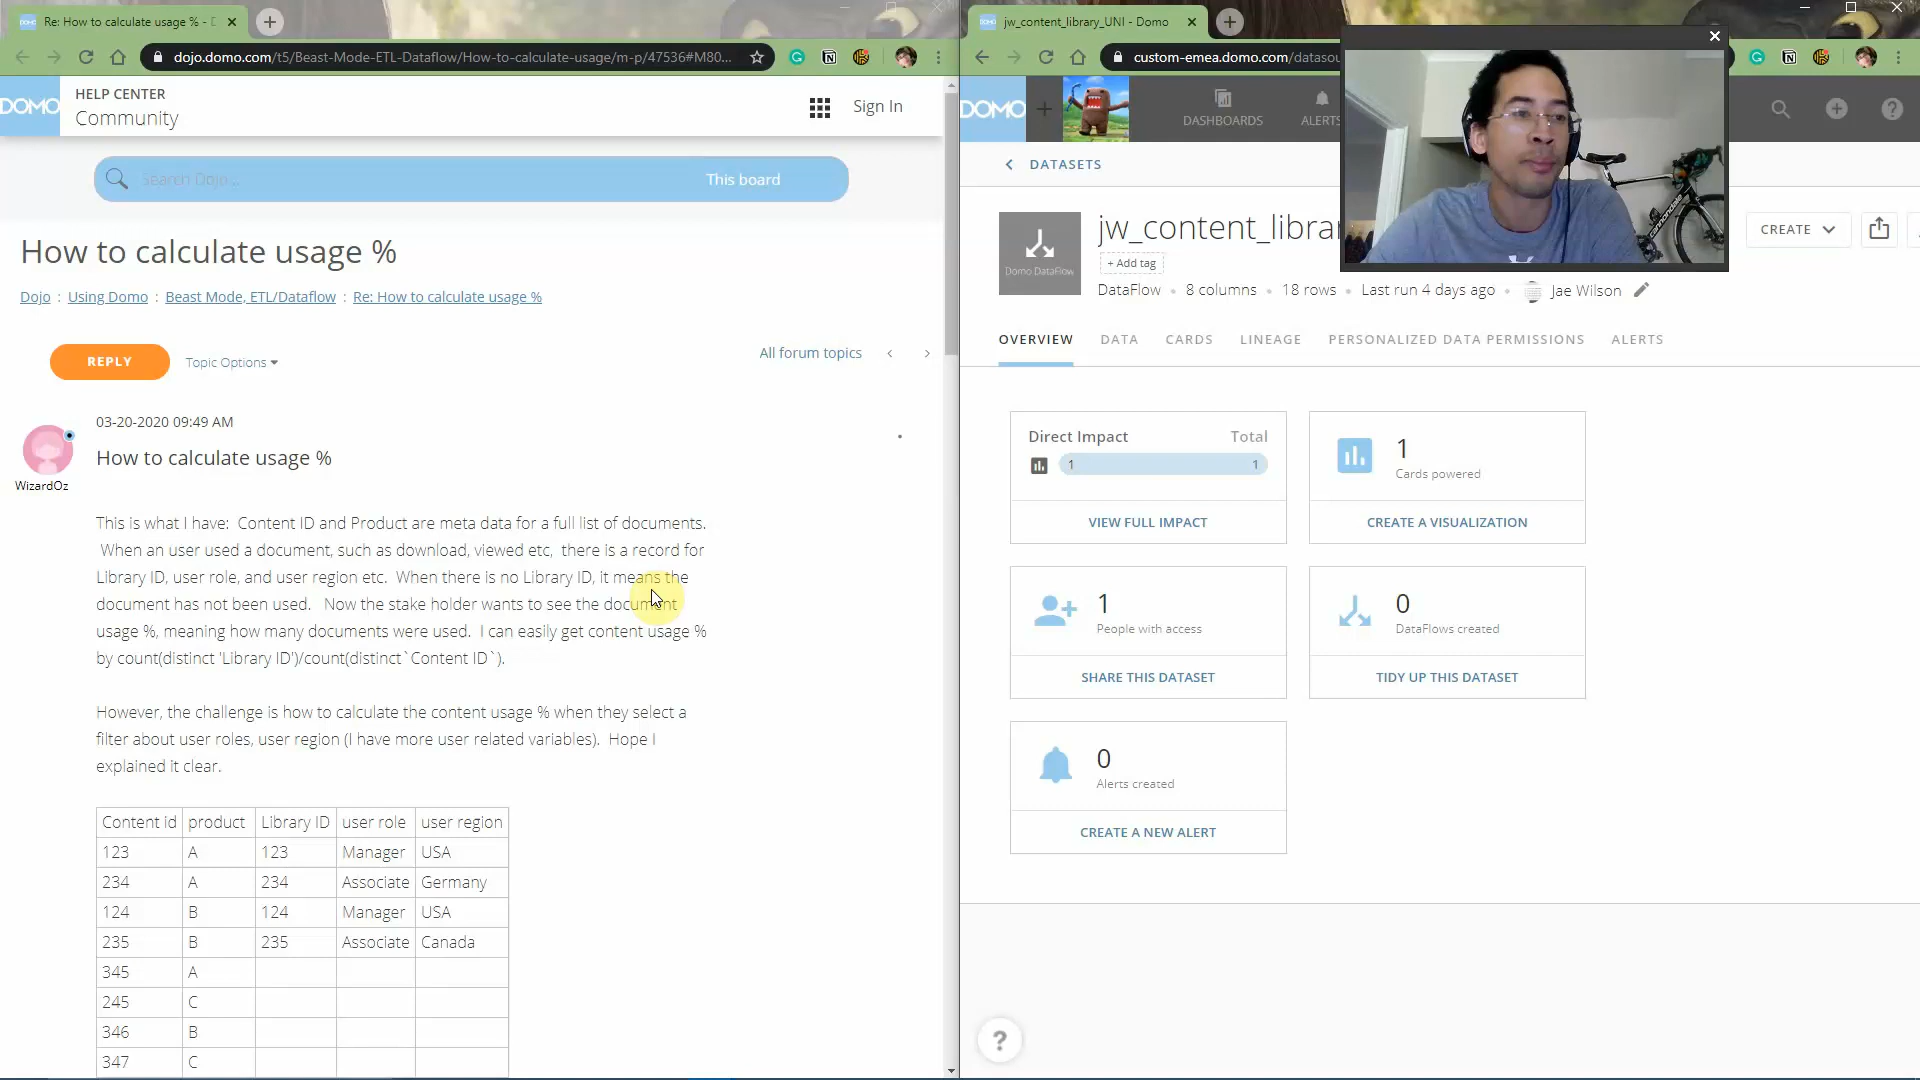 Re: How to calculate usage % - D
dojo.domo.com/t5/Beast-Mode-ETL-Dataflow/How-to-calculate-usage/m-p/47536#M80...
DOMO
HELP CENTER
Community
Sign In
Search Dojo ...
This board
How to calculate usage %
Dojo : Using Domo : Beast Mode, ETL/Dataflow : Re: How to calculate usage %
REPLY
Topic Options
All forum topics
03-20-2020 09:49 AM
How to calculate usage %
WizardOz
This is what I have:  Content ID and Product are meta data for a full list of documents.
When an user used a document, such as download, viewed etc,  there is a record for
Library ID, user role, and user region etc.  When there is no Library ID, it means the
document has not been used.   Now the stake holder wants to see the document
usage %, meaning how many documents were used.  I can easily get content usage %
by count(distinct 'Library ID')/count(distinct`Content ID`).
However, the challenge is how to calculate the content usage % when they select a
filter about user roles, user region (I have more user related variables).  Hope I
explained it clear.
Content id product Library ID user role user region
123 A 123 Manager USA
234 A 234 Associate Germany
124 B 124 Manager USA
235 B 235 Associate Canada
345 A
245 C
346 B
347 C
jw_content_library_UNI - Domo
custom-emea.domo.com/datasou
DOMO
DASHBOARDS
ALERTS
DATASETS
Domo DataFlow
jw_content_librar
+ Add tag
CREATE
DataFlow • 8 columns • 18 rows • Last run 4 days ago • Jae Wilson
OVERVIEW DATA CARDS LINEAGE PERSONALIZED DATA PERMISSIONS ALERTS
Direct Impact Total
1 1
VIEW FULL IMPACT
1
Cards powered
CREATE A VISUALIZATION
1
People with access
SHARE THIS DATASET
0
DataFlows created
TIDY UP THIS DATASET
0
Alerts created
CREATE A NEW ALERT
?